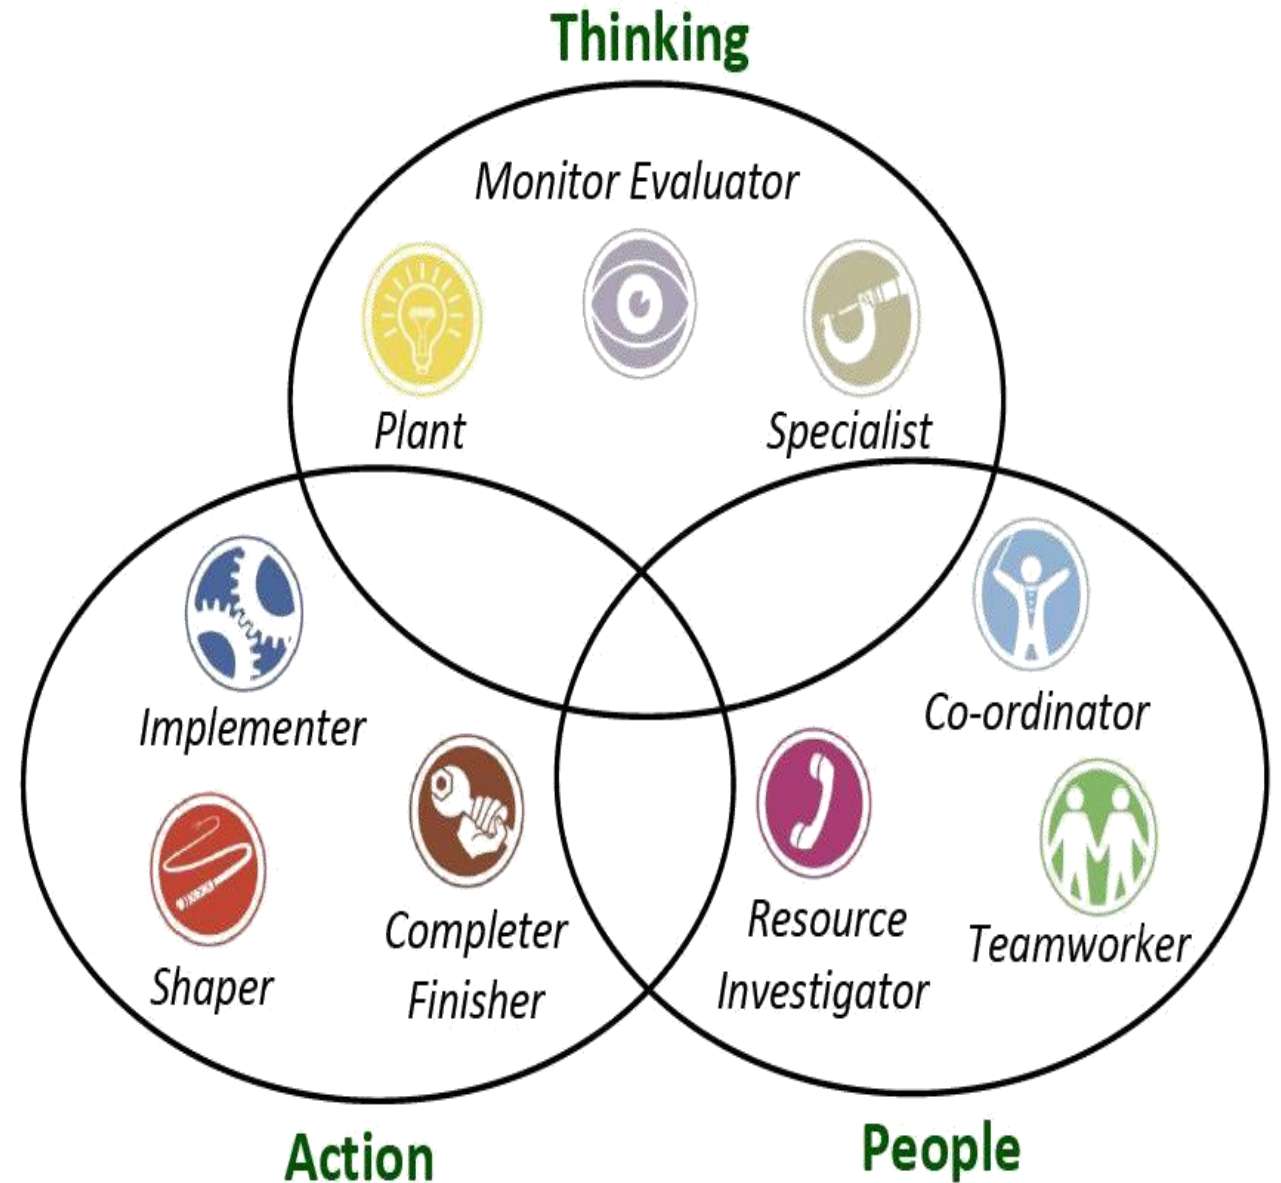 Thinking
Monitor Evaluator
Plant
Specialist
Implementer
Co-ordinator
Shaper
Completer
Finisher
Resource
Investigator
Teamworker
Action
People